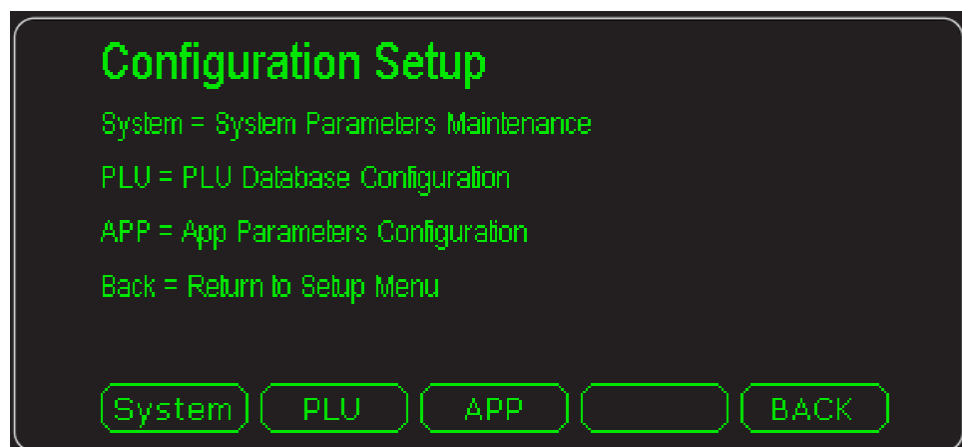 Configuration Setup
System = System Parameters Maintenance
PLU = PLU Database Configuration
APP = App Parameters Configuration
Back = Return to Setup Menu
System PLU APP BACK